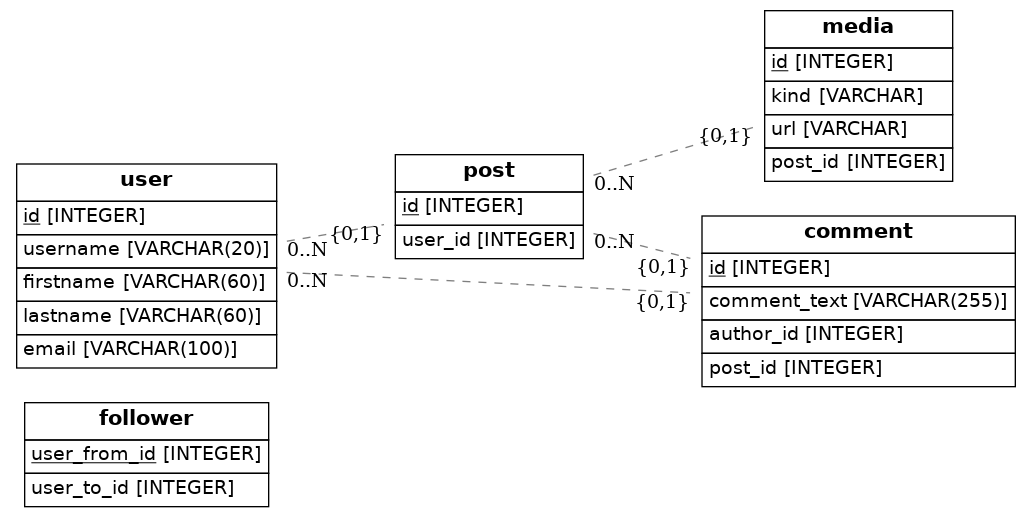 media
id [INTEGER]
kind [VARCHAR]
url [VARCHAR]
post_id [INTEGER]
{0,1}
0..N
post
id [INTEGER]
user_id [INTEGER]
user
id [INTEGER]
username [VARCHAR(20)]
firstname [VARCHAR(60)]
lastname [VARCHAR(60)]
email [VARCHAR(100)]
0..N
{0,1}
0..N
{0,1}
0..N
{0,1}
comment
id [INTEGER]
comment_text [VARCHAR(255)]
author_id [INTEGER]
post_id [INTEGER]
follower
user_from_id [INTEGER]
user_to_id [INTEGER]